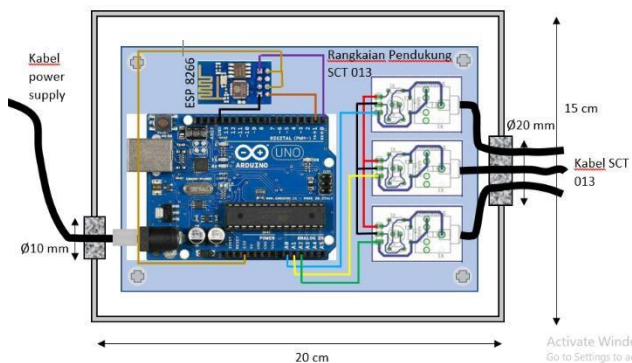 Kabel
power
supply
ESP 8266
Rangkaian Pendukung
SCT 013
15 cm
Ø20 mm
Kabel SCT
013
Ø10 mm
UNO
ARDUINO
DIGITAL (PWM~)
POWER
ANALOG IN
20 cm
Activate Windo
Go to Settings to a